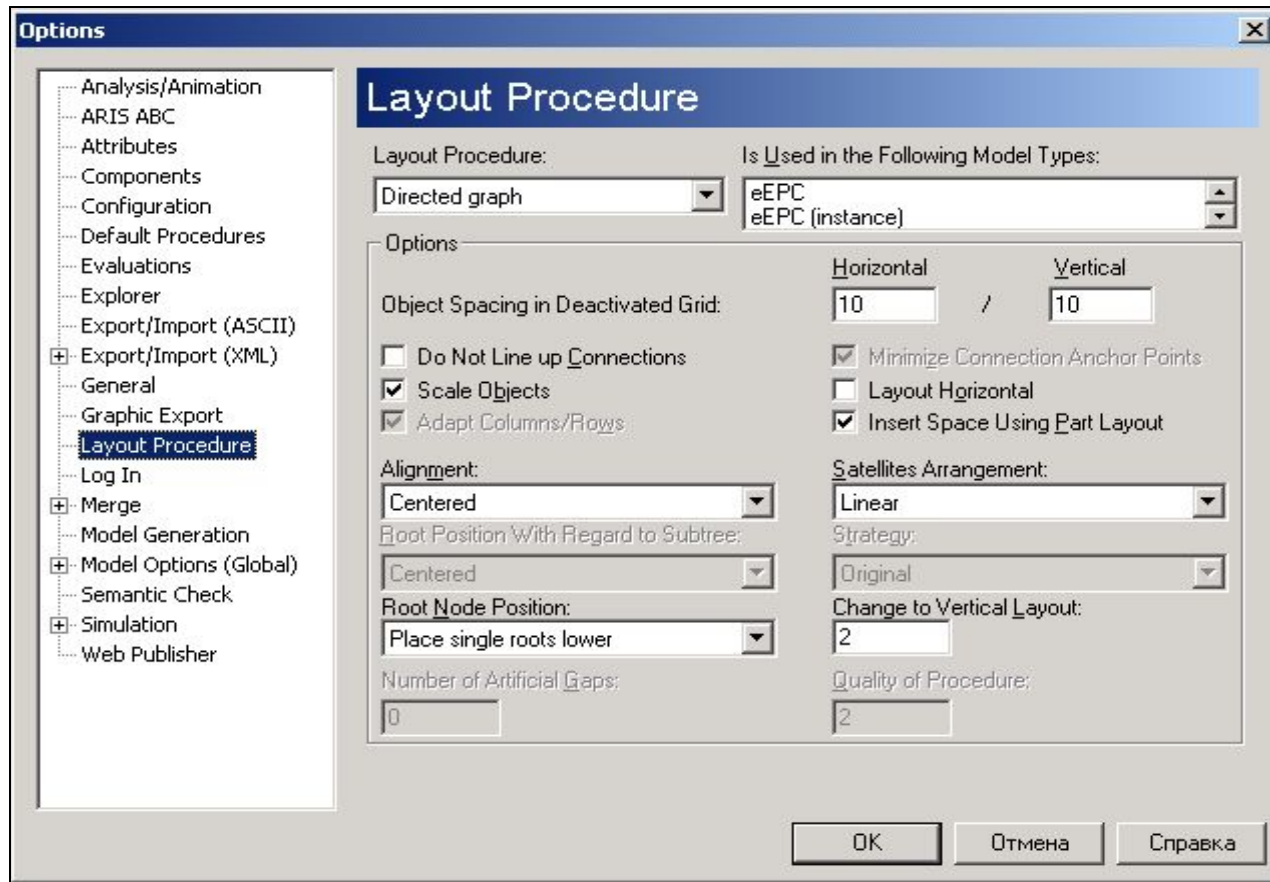 Options
Analysis/Animation
ARIS ABC
Attributes
Components
Configuration
Default Procedures
Evaluations
Explorer
Export/Import (ASCII)
Export/Import (XML)
General
Graphic Export
Layout Procedure
Log In
Merge
Model Generation
Model Options (Global)
Semantic Check
Simulation
Web Publisher
Layout Procedure
Layout Procedure:
Is Used in the Following Model Types:
Directed graph
eEPC
eEPC (instance)
Options
Horizontal
Vertical
Object Spacing in Deactivated Grid:
10 / 10
Do Not Line up Connections
Minimize Connection Anchor Points
Scale Objects
Layout Horizontal
Adapt Columns/Rows
Insert Space Using Part Layout
Alignment:
Satellites Arrangement:
Centered
Linear
Root Position With Regard to Subtree:
Strategy:
Centered
Original
Root Node Position:
Change to Vertical Layout:
Place single roots lower
2
Number of Artificial Gaps:
Quality of Procedure:
0
2
OK
Отмена
Справка